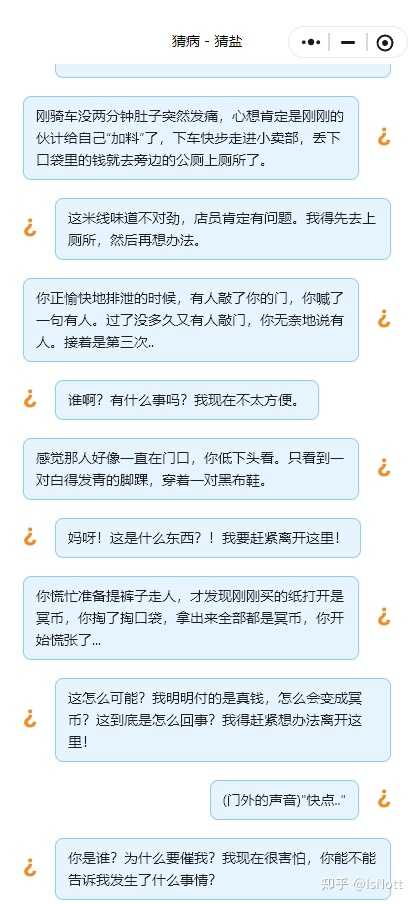 猜病 - 猜盐
刚骑车没两分钟肚子突然发痛，心想肯定是刚刚的
伙计给自己“加料”了，下车快步走进小卖部，丢下
口袋里的钱就去旁边的公厕上厕所了。
这米线味道不对劲，店员肯定有问题。我得先去上
厕所，然后再想办法。
你正愉快地排泄的时候，有人敲了你的门，你喊了
一句有人。过了没多久又有人敲门，你无奈地说有
人。接着是第三次..
谁啊？有什么事吗？我现在不太方便。
感觉那人好像一直在门口，你低下头看。只看到一
对白得发青的脚踝，穿着一对黑布鞋。
妈呀！这是什么东西？！我要赶紧离开这里！
你慌忙准备提裤子走人，才发现刚刚买的纸打开是
冥币，你掏了掏口袋，拿出来全部都是冥币，你开
始慌张了...
这怎么可能？我明明付的是真钱，怎么会变成冥
币？这到底是怎么回事？我得赶紧想办法离开这
里！
(门外的声音)"快点.."
你是谁？为什么要催我？我现在很害怕，你能不能
告诉我发生了什么事情？
知乎 @IsNott